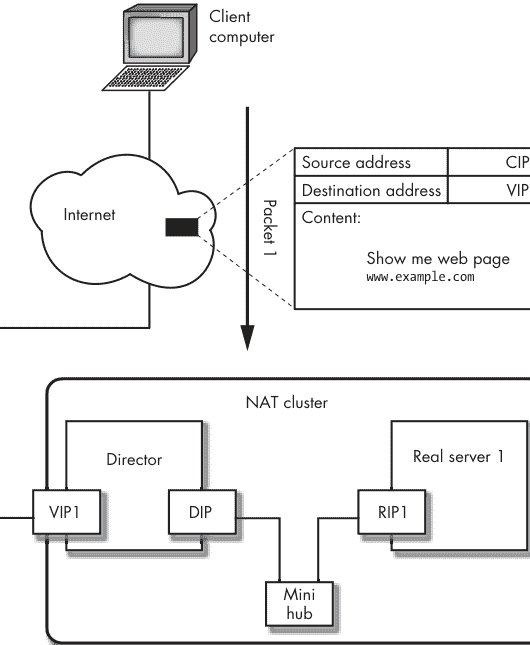 Client
computer
Internet
Packet 1
Source address CIP
Destination address VIP
Content:
Show me web page
www.example.com
NAT cluster
Director
Real server 1
VIP1
DIP
RIP1
Mini
hub